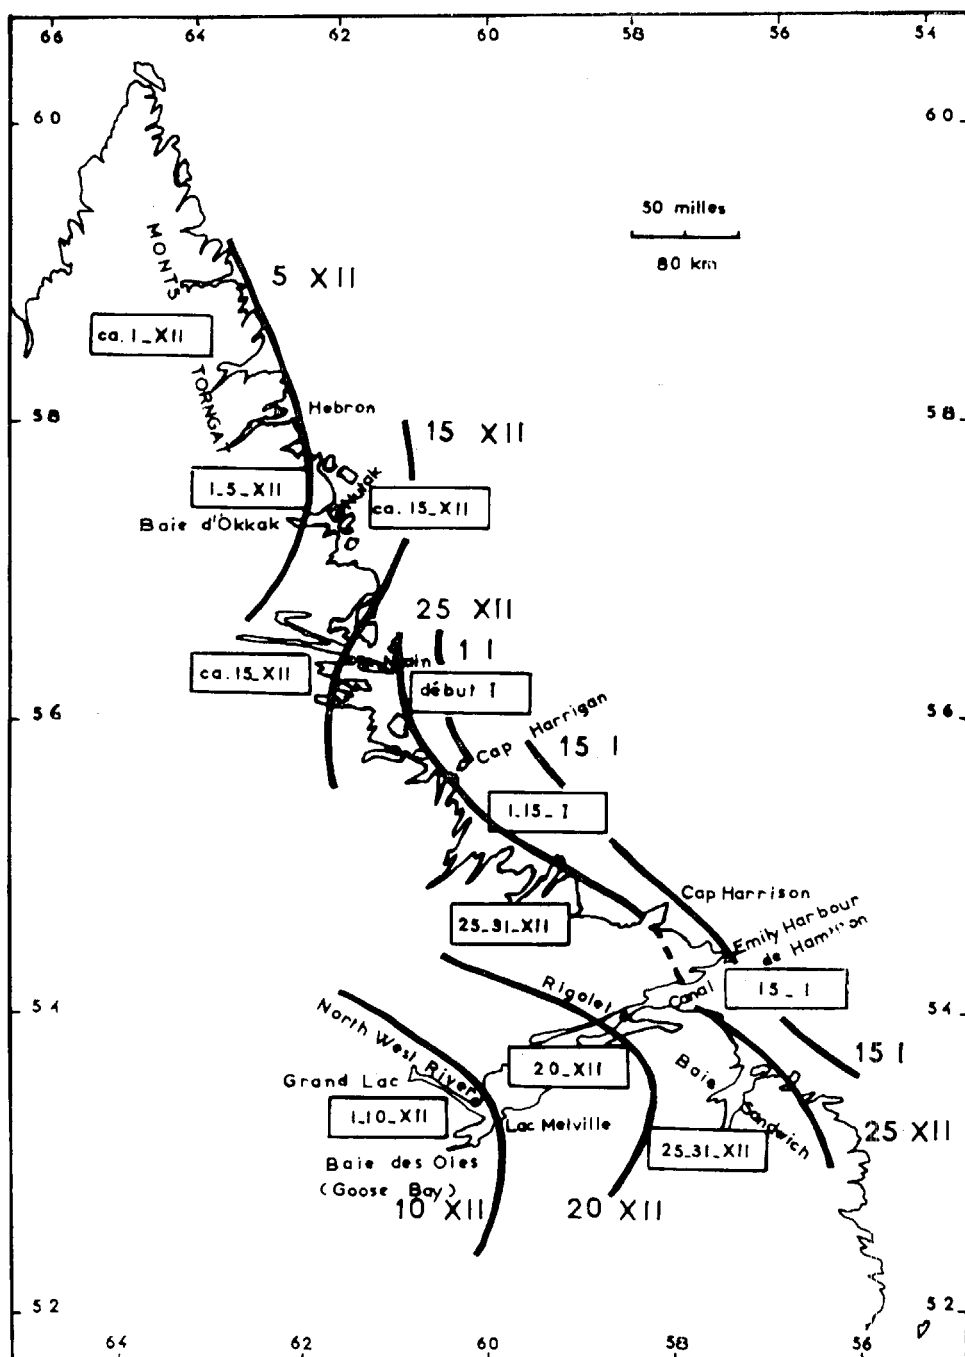 66 64 62 60 58 56 54
60 60
50 milles
80 km
MONTS
5 XII
ca. 1_XII
TORNGAT
Hebron
58 58
15 XII
1_5_XII
Nutak
ca. 15_XII
Baie d'Okkak
25 XII
1 I
ca. 15_XII
début I
56 56
Cap Harrigan
15 I
1_15_I
Cap Harrison
25_31_XII
Emily Harbour
de
Rigolet
Canal
15_I
54 54
North West River
20_XII
Baie Sandwich
15 I
Grand Lac
1_10_XII
Lac Melville
25 XII
25_31_XII
Baie des Oies
(Goose Bay)
10 XII
20 XII
52 52
64 62 60 58 56